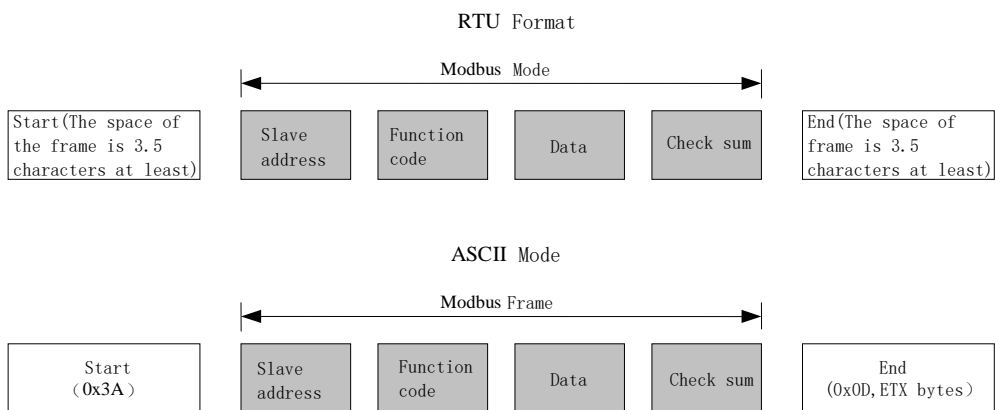 RTU Format
Modbus Mode
Start(The space of
the frame is 3.5
characters at least)
Slave
address
Function
code
Data
Check sum
End(The space of
frame is 3.5
characters at least)
ASCII Mode
Modbus Frame
Start
(0x3A)
Slave
address
Function
code
Data
Check sum
End
(0x0D,ETX bytes)